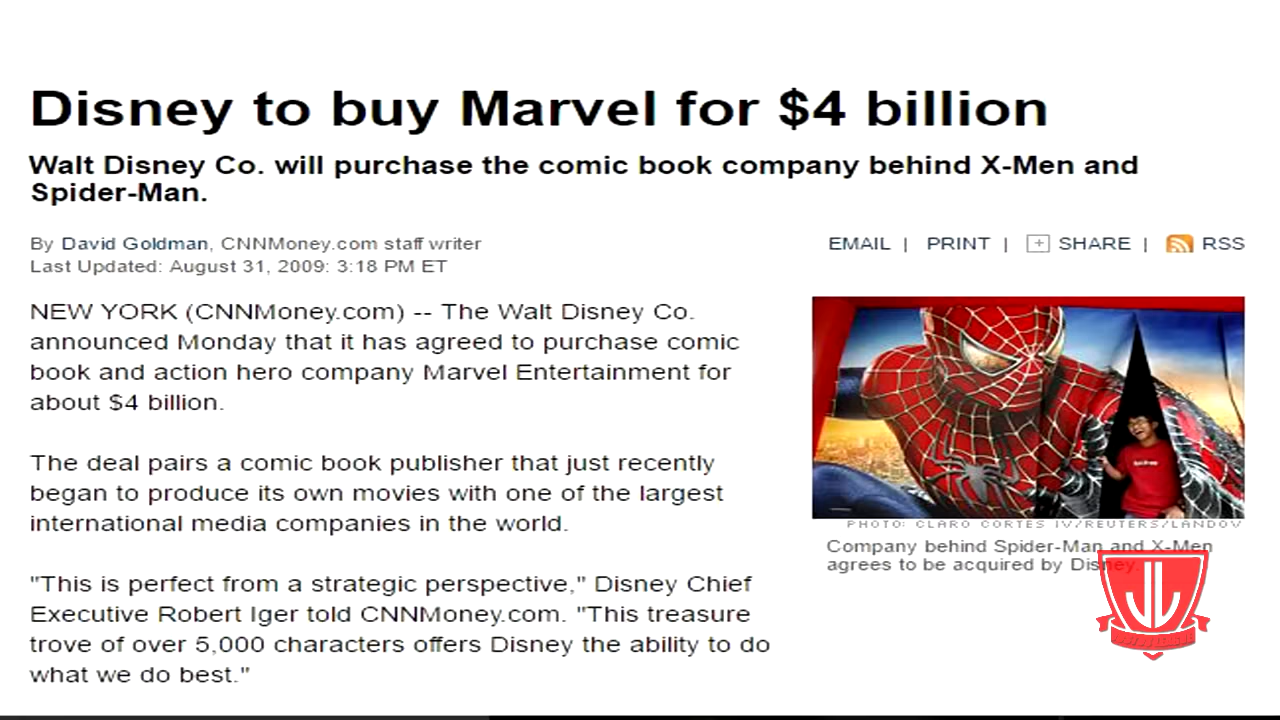 Disney to buy Marvel for $4 billion
Walt Disney Co. will purchase the comic book company behind X-Men and
Spider-Man.
By David Goldman, CNNMoney.com staff writer
Last Updated: August 31, 2009: 3:18 PM ET
EMAIL | PRINT | SHARE | RSS
NEW YORK (CNNMoney.com) -- The Walt Disney Co.
announced Monday that it has agreed to purchase comic
book and action hero company Marvel Entertainment for
about $4 billion.
The deal pairs a comic book publisher that just recently
began to produce its own movies with one of the largest
international media companies in the world.
"This is perfect from a strategic perspective," Disney Chief
Executive Robert Iger told CNNMoney.com. "This treasure
trove of over 5,000 characters offers Disney the ability to do
what we do best."
PHOTO: CLARO CORTES IV/REUTERS/LANDOV
Company behind Spider-Man and X-Men
agrees to be acquired by Disney.
JL